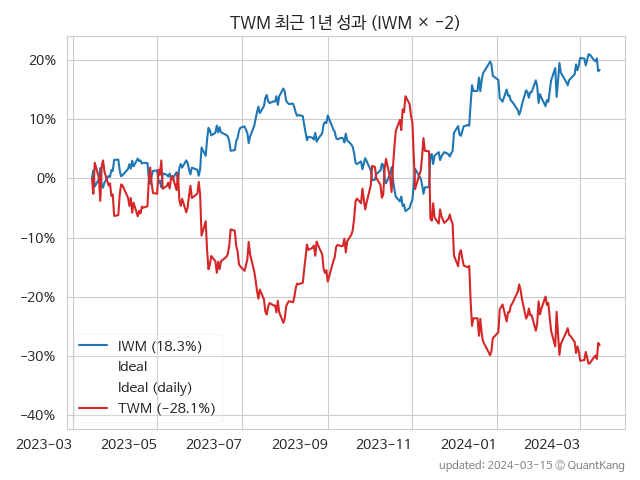 TWM 최근 1년 성과 (IWM × −2)
20%
10%
0%
−10%
−20%
−30%
−40%
IWM (18.3%)
Ideal
Ideal (daily)
TWM (−28.1%)
2023-03 2023-05 2023-07 2023-09 2023-11 2024-01 2024-03
updated: 2024-03-15 © QuantKang